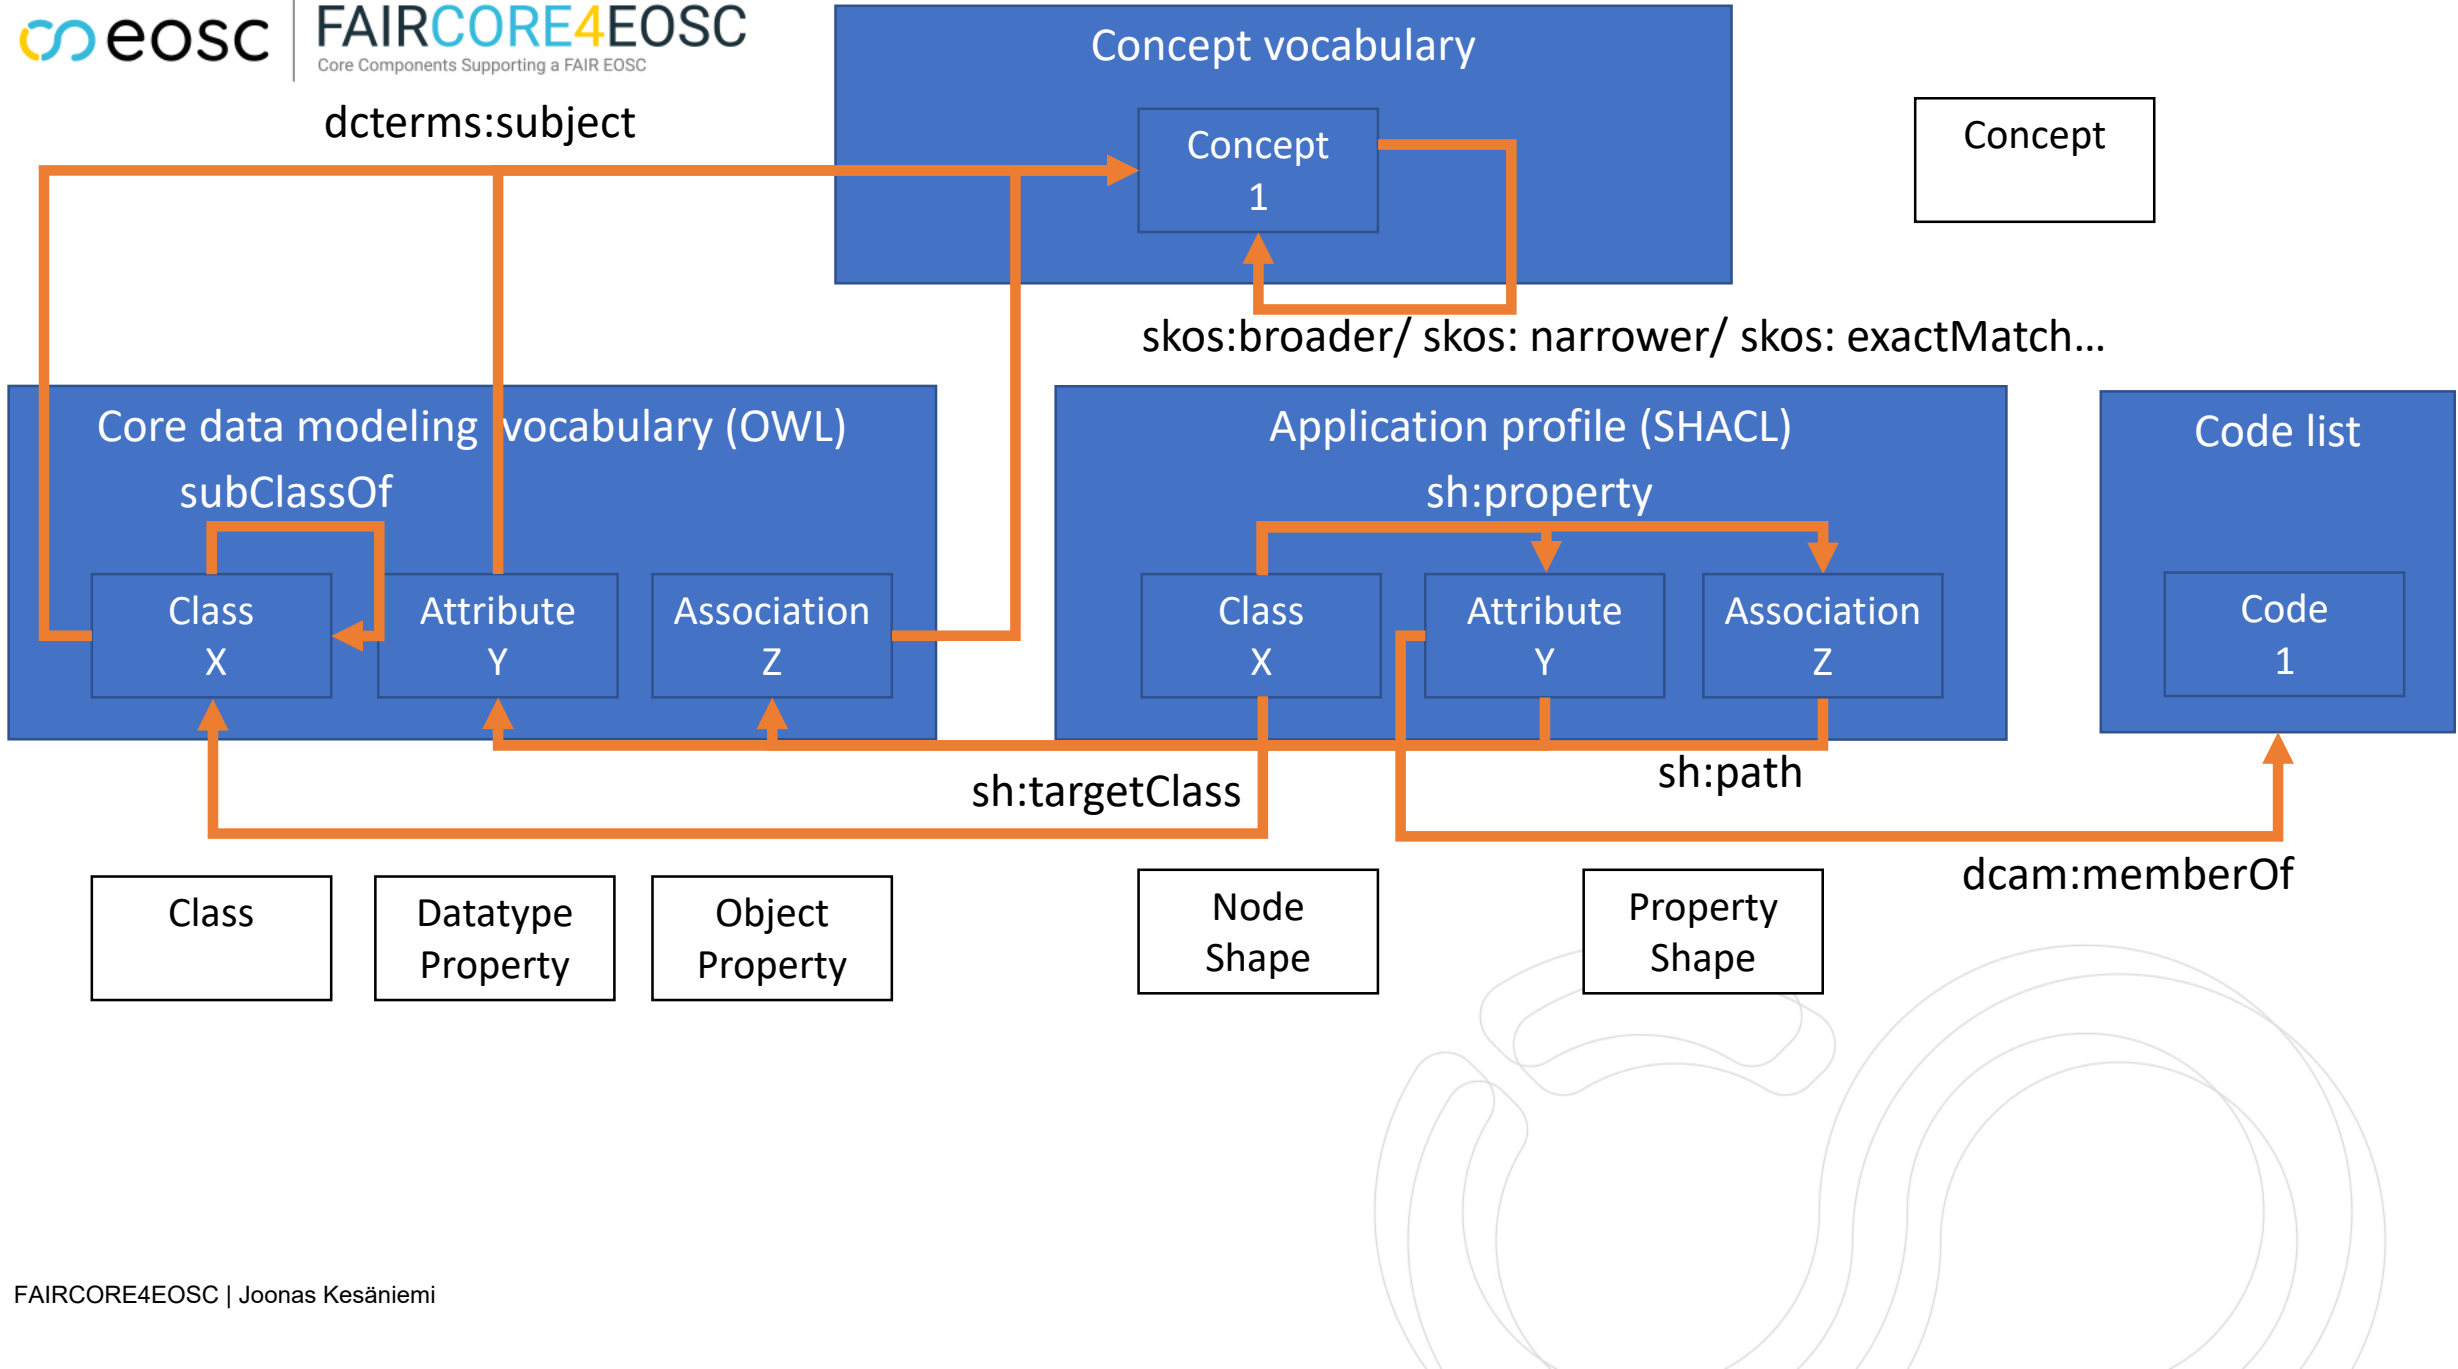 eosc
FAIRCORE4EOSC
Core Components Supporting a FAIR EOSC
Concept vocabulary
dcterms:subject
Concept
1
Concept
skos:broader/ skos: narrower/ skos: exactMatch...
Core data modeling vocabulary (OWL)
subClassOf
Class
X
Attribute
Y
Association
Z
Application profile (SHACL)
sh:property
Class
X
Attribute
Y
Association
Z
Code list
Code
1
sh:targetClass
sh:path
dcam:memberOf
Class
Datatype
Property
Object
Property
Node
Shape
Property
Shape
FAIRCORE4EOSC | Joonas Kesäniemi